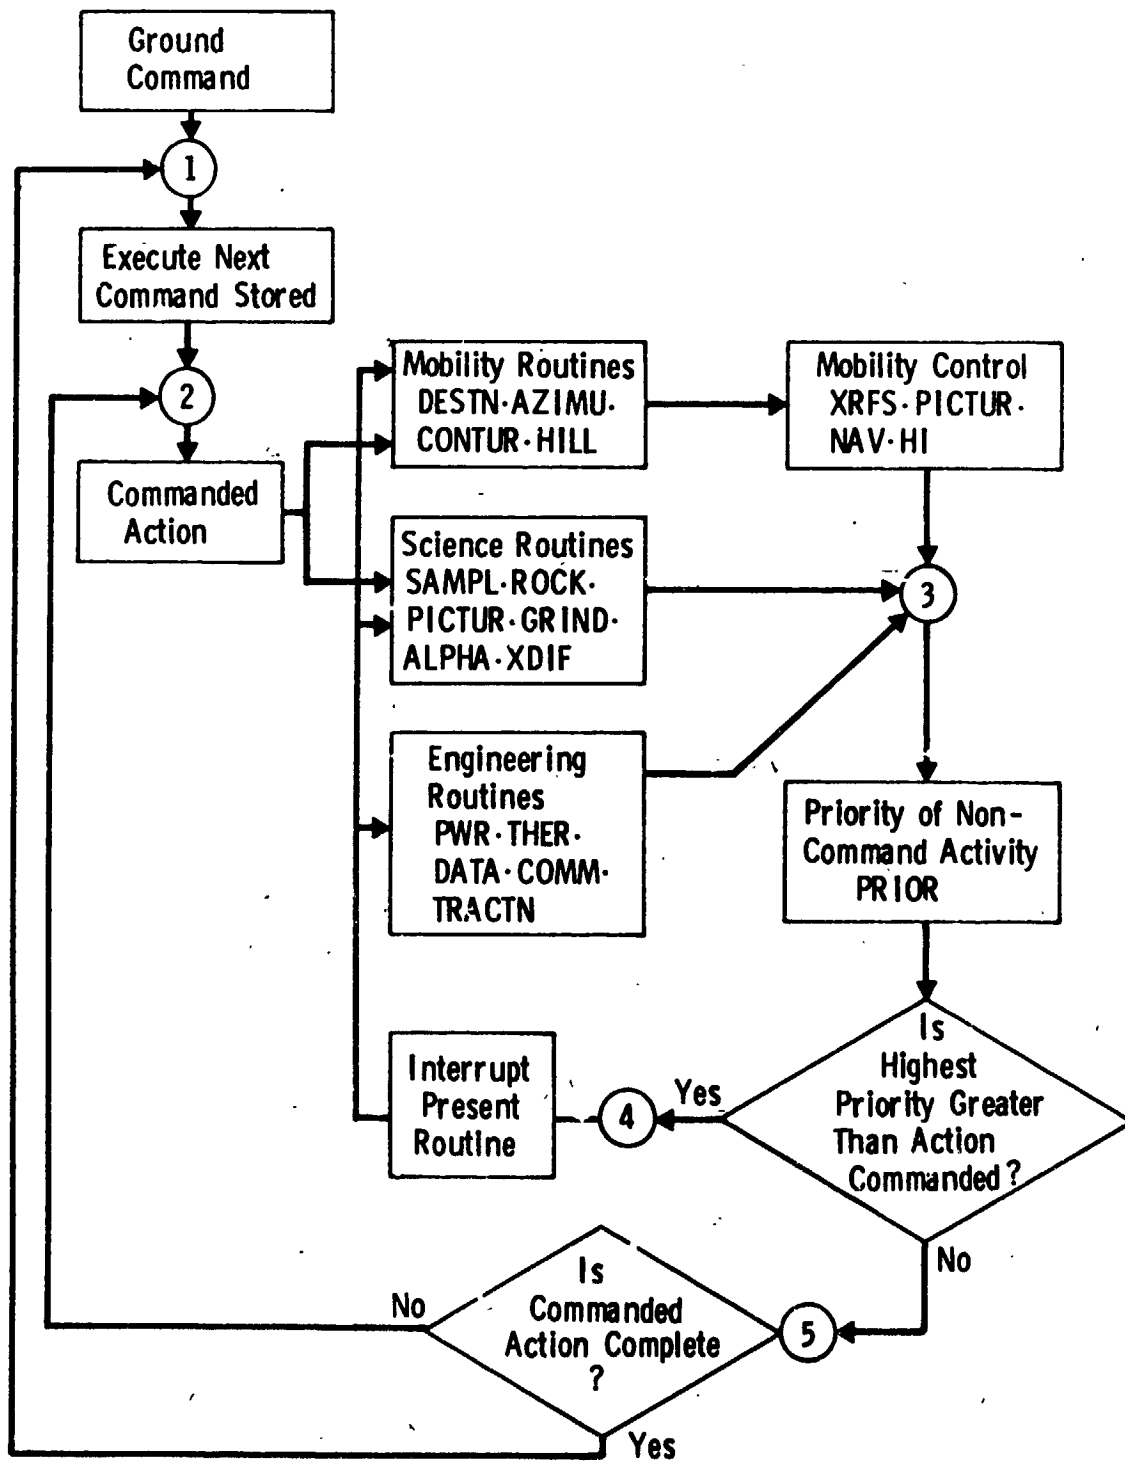 Ground
Command
1
Execute Next
Command Stored
2
Commanded
Action
Mobility Routines
DESTN·AZIMU·
CONTUR·HILL
Mobility Control
XRFS·PICTUR·
NAV·HI
Science Routines
SAMPL·ROCK·
PICTUR·GRIND·
ALPHA·XDIF
3
Engineering
Routines
PWR·THER·
DATA·COMM·
TRACTN
Priority of Non-
Command Activity
PRIOR
Interrupt
Present
Routine
4
Yes
Is
Highest
Priority Greater
Than Action
Commanded?
No
5
Is
Commanded
Action Complete
?
No
Yes